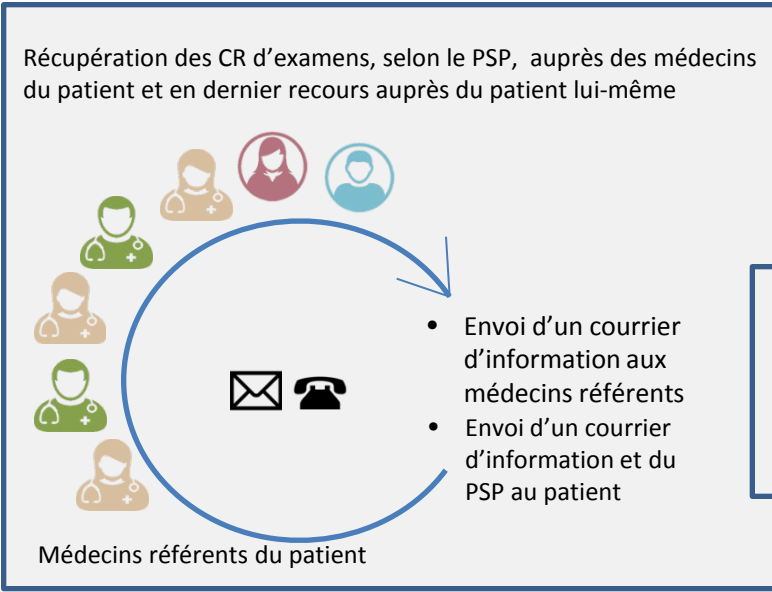 Récupération des CR d'examens, selon le PSP, auprès des médecins
du patient et en dernier recours auprès du patient lui-même
• Envoi d'un courrier
d'information aux
médecins référents
• Envoi d'un courrier
d'information et du
PSP au patient
Médecins référents du patient